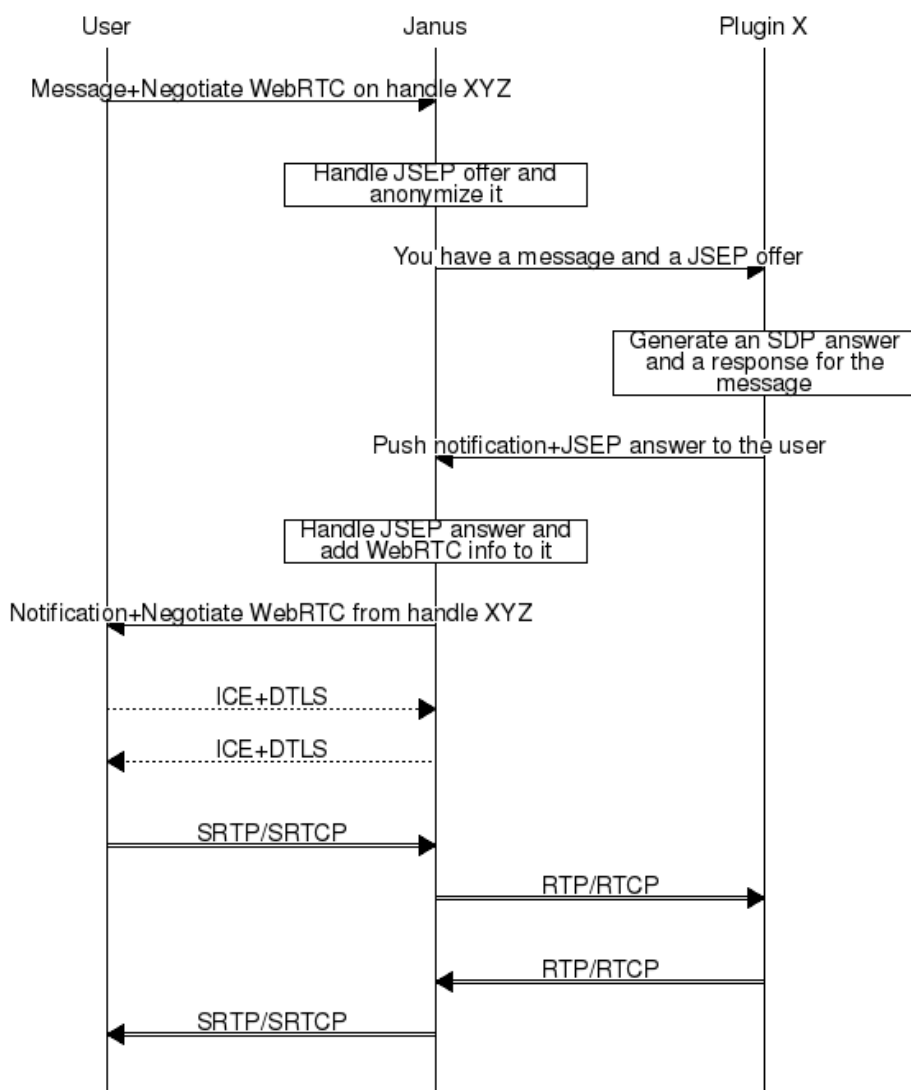 User Janus Plugin X
Message+Negotiate WebRTC on handle XYZ
Handle JSEP offer and
anonymize it
You have a message and a JSEP offer
Generate an SDP answer
and a response for the
message
Push notification+JSEP answer to the user
Handle JSEP answer and
add WebRTC info to it
Notification+Negotiate WebRTC from handle XYZ
ICE+DTLS
ICE+DTLS
SRTP/SRTCP
RTP/RTCP
RTP/RTCP
SRTP/SRTCP